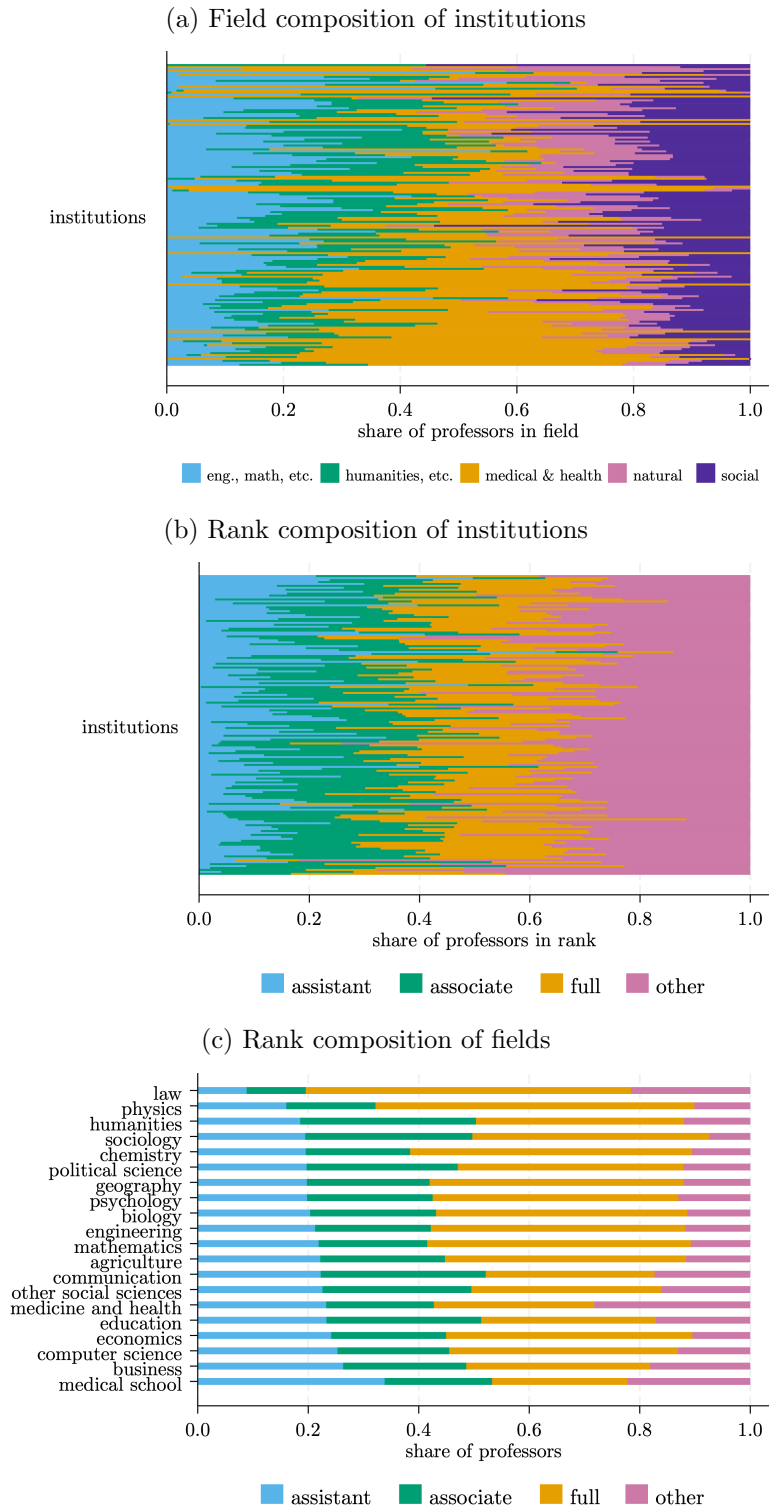 (a) Field composition of institutions
institutions
0.0 0.2 0.4 0.6 0.8 1.0
share of professors in field
eng., math, etc. humanities, etc. medical & health natural social
(b) Rank composition of institutions
institutions
0.0 0.2 0.4 0.6 0.8 1.0
share of professors in rank
assistant associate full other
(c) Rank composition of fields
law
physics
humanities
sociology
chemistry
political science
geography
psychology
biology
engineering
mathematics
agriculture
communication
other social sciences
medicine and health
education
economics
computer science
business
medical school
0.0 0.2 0.4 0.6 0.8 1.0
share of professors
assistant associate full other